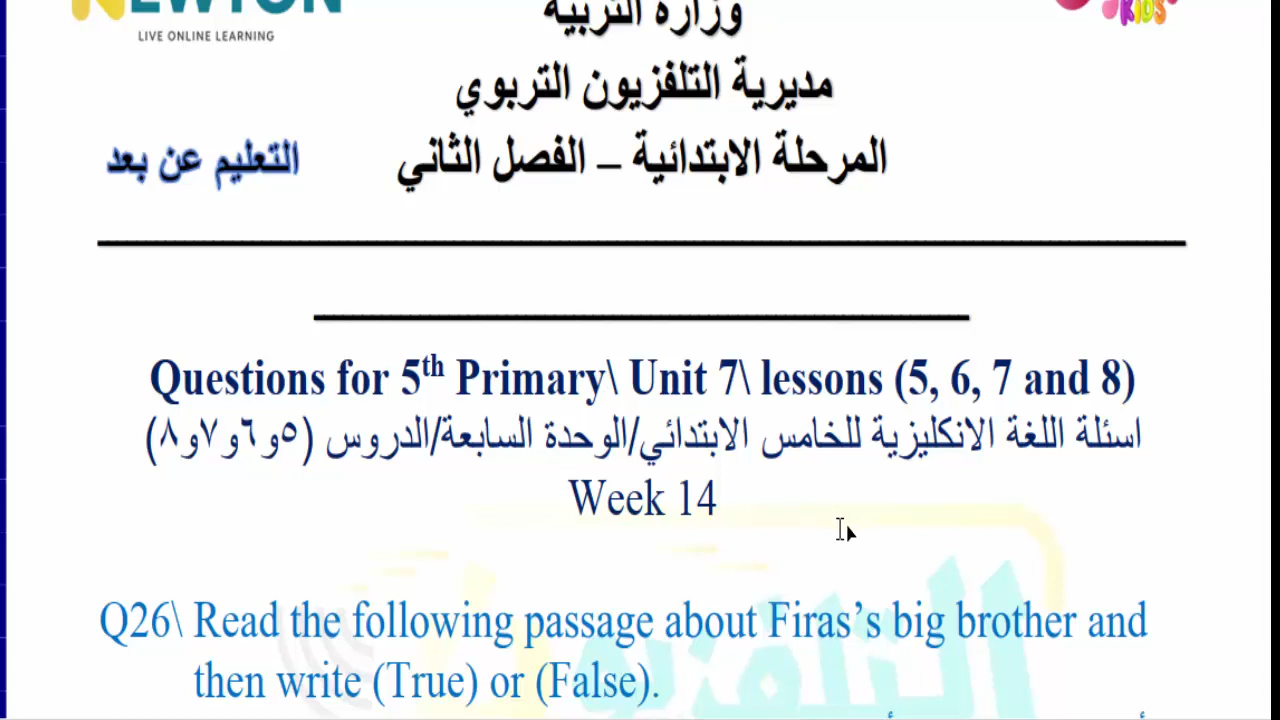 NEWTON
LIVE ONLINE LEARNING
KIDS
وزارة التربية
مديرية التلفزيون التربوي
المرحلة الابتدائية – الفصل الثاني
التعليم عن بعد
Questions for 5th Primary\ Unit 7\ lessons (5, 6, 7 and 8)
اسئلة اللغة الانكليزية للخامس الابتدائي/الوحدة السابعة/الدروس (٥و٦و٧و٨)
Week 14
Q26\ Read the following passage about Firas’s big brother and
then write (True) or (False).
التلفزيون